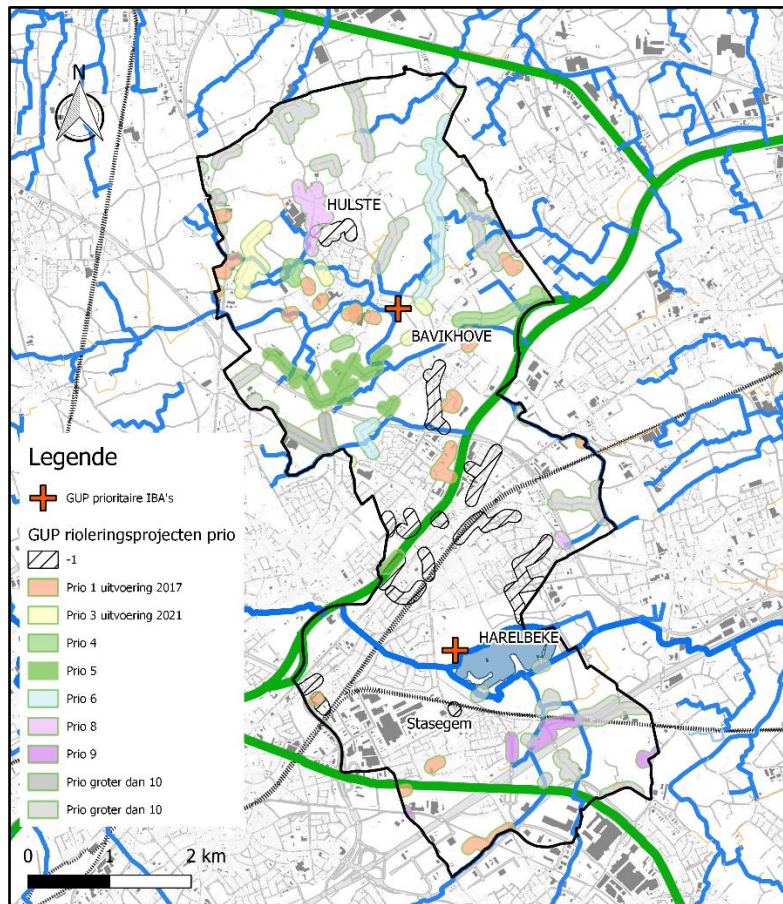 N
HULSTE
BAVIKHOVE
HARELBEKE
Stasegem
Legende
GUP prioritaire IBA's
GUP rioleringsprojecten prio
-1
Prio 1 uitvoering 2017
Prio 3 uitvoering 2021
Prio 4
Prio 5
Prio 6
Prio 8
Prio 9
Prio groter dan 10
Prio groter dan 10
0 1 2 km